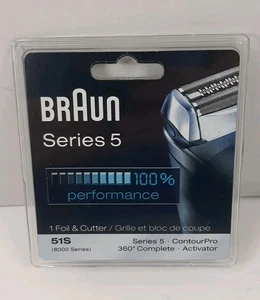 BRAUN
Series 5
100%
performance
1 Foil & Cutter / Grille et bloc de coupe
51S
(8000 Series)
Series 5 · ContourPro
360° Complete · Activator